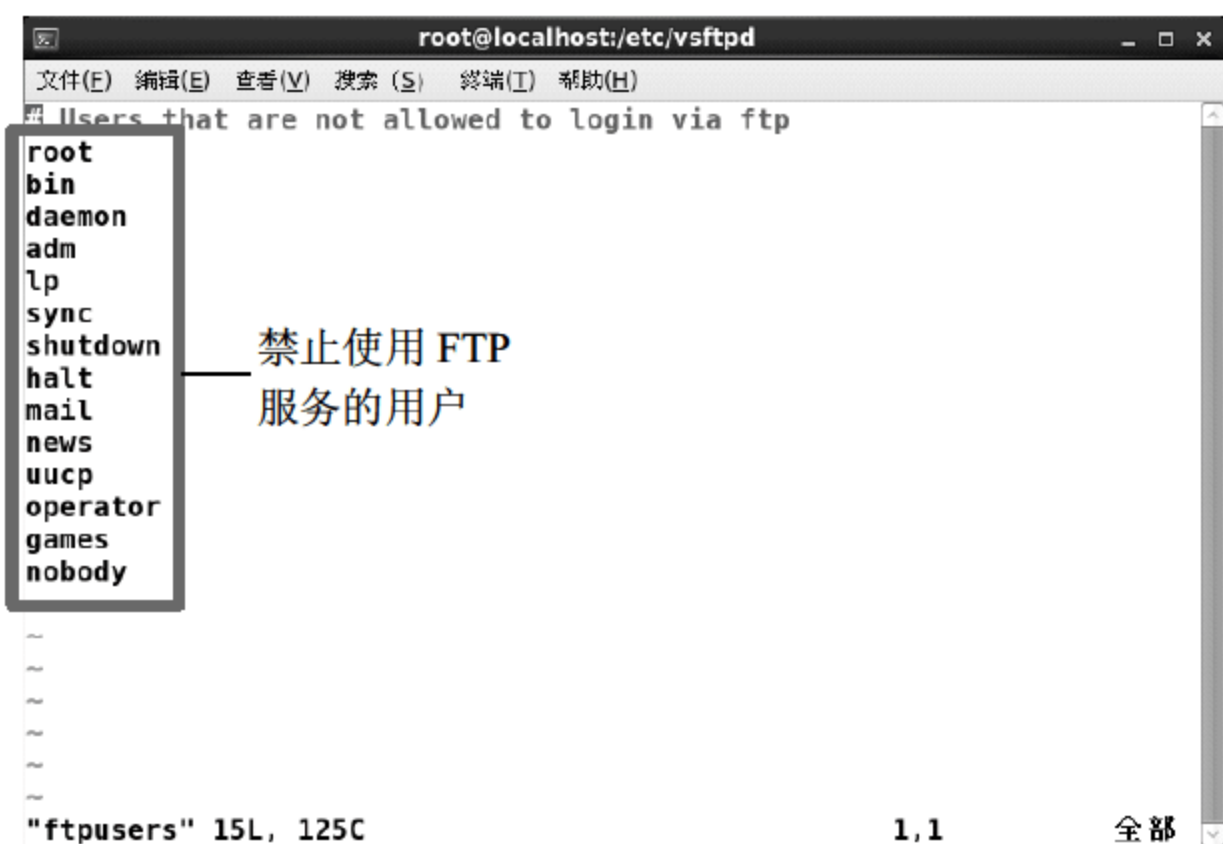 root@localhost:/etc/vsftpd
文件(F) 编辑(E) 查看(V) 搜索 (S) 终端(T) 帮助(H)
# Users that are not allowed to login via ftp
root
bin
daemon
adm
lp
sync
shutdown
halt
mail
news
uucp
operator
games
nobody
禁止使用 FTP
服务的用户
~
~
~
~
~
~
"ftpusers" 15L, 125C 1,1 全部